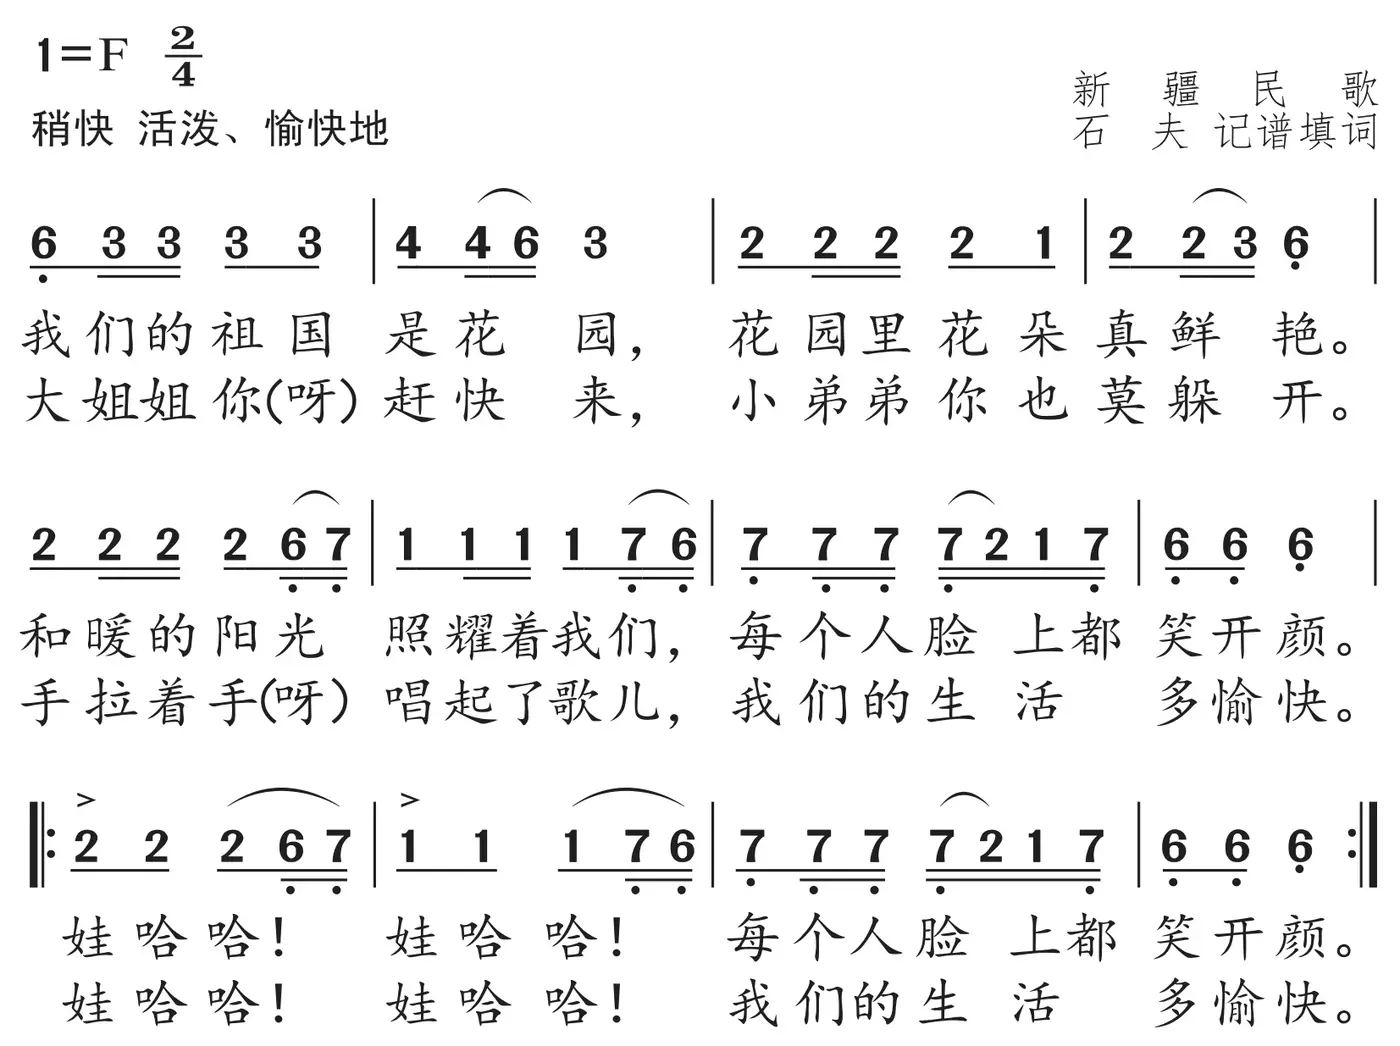 1=F 2/4
稍快 活泼、愉快地
新疆民歌
石夫 记谱填词
6 3 3 3 3 | 4 4 6 3 | 2 2 2 2 1 | 2 2 3 6 |
我们的祖国 是花园， 花园里花朵真鲜艳。
大姐姐你(呀) 赶快来， 小弟弟你也莫躲开。
2 2 2 2 6 7 | 1 1 1 1 7 6 | 7 7 7 7 2 1 7 | 6 6 6 |
和暖的阳光 照耀着我们， 每个人脸上都 笑开颜。
手拉着手(呀) 唱起了歌儿， 我们的生活 多愉快。
‖: 2 2 2 6 7 | 1 1 1 7 6 | 7 7 7 7 2 1 7 | 6 6 6 :‖
娃哈哈！ 娃哈哈！ 每个人脸上都 笑开颜。
娃哈哈！ 娃哈哈！ 我们的生活 多愉快。